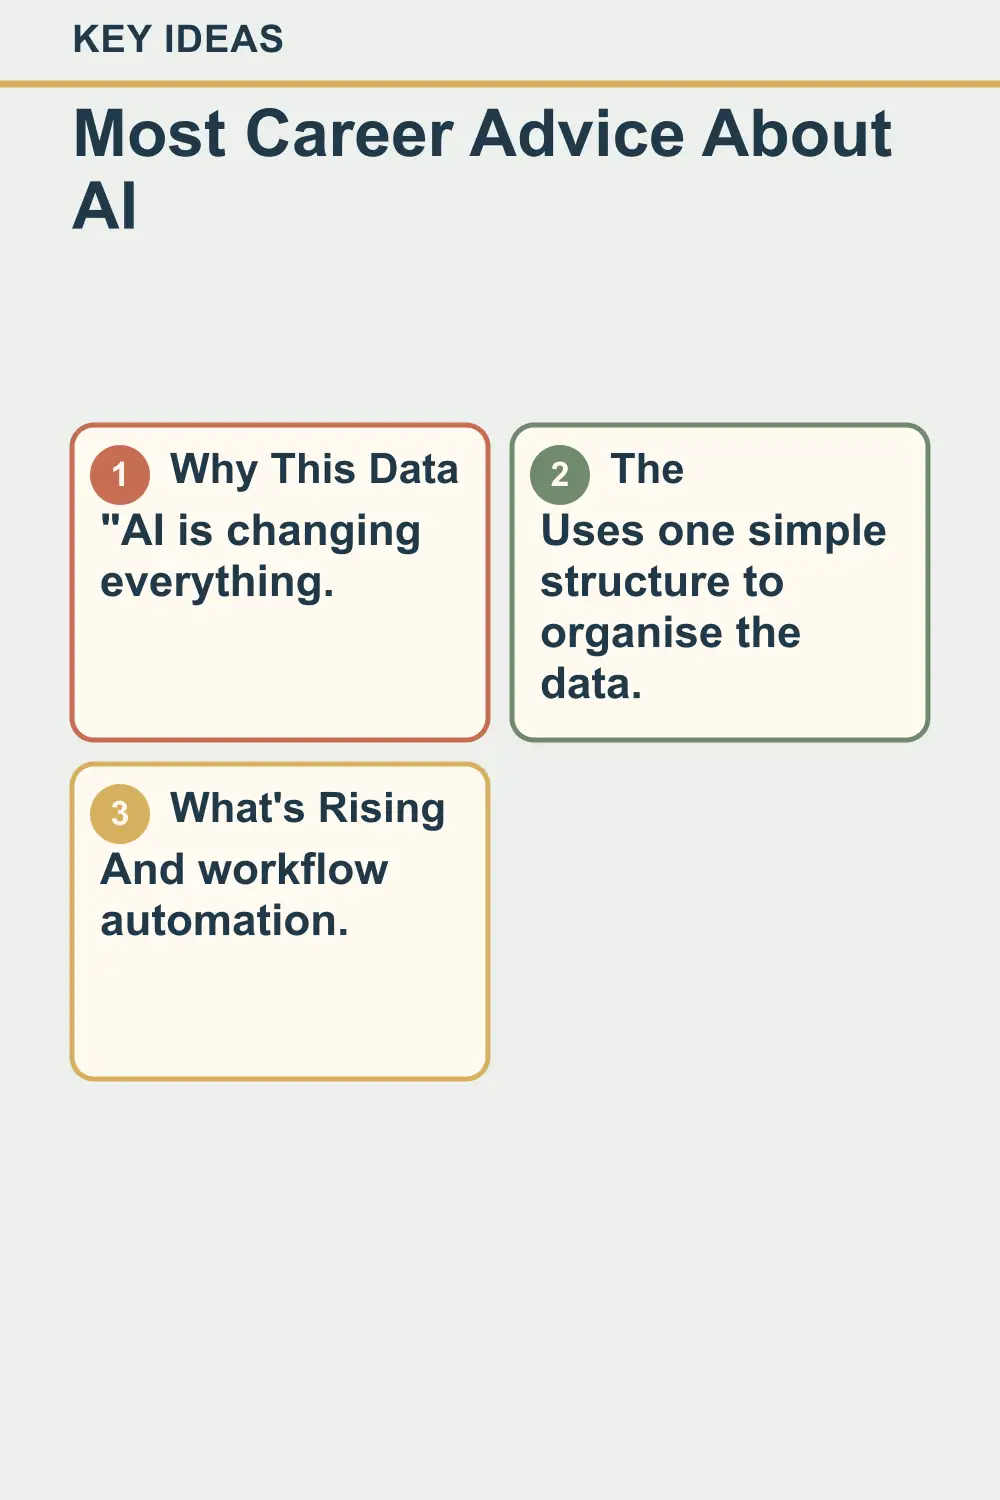 KEY IDEAS
Most Career Advice About
AI
1 Why This Data
"AI is changing
everything.
2 The
Uses one simple
structure to
organise the
data.
3 What's Rising
And workflow
automation.